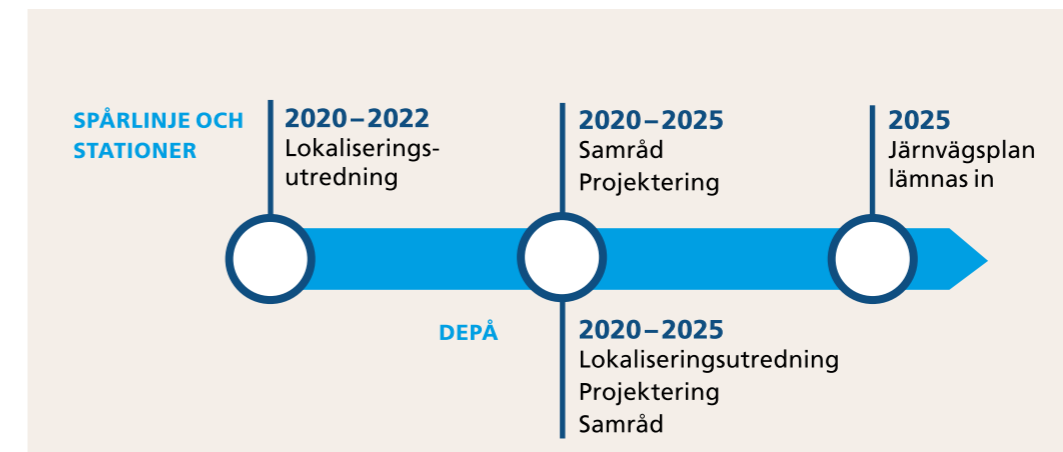 SPÅRLINJE OCH
STATIONER
2020–2022
Lokaliserings-
utredning
2020–2025
Samråd
Projektering
2025
Järnvägsplan
lämnas in
DEPÅ
2020–2025
Lokaliseringsutredning
Projektering
Samråd